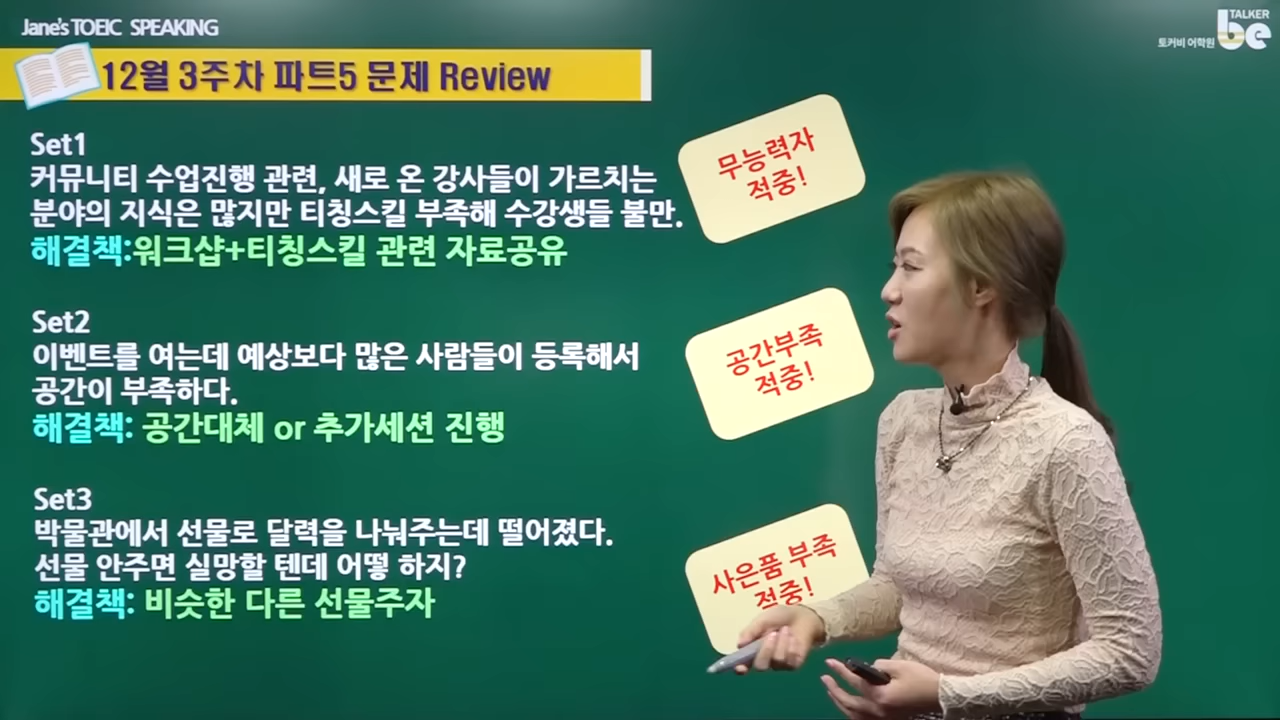 Jane's TOEIC SPEAKING
TALKER
be
토커비 어학원
12월 3주차 파트5 문제 Review
Set1
커뮤니티 수업진행 관련, 새로 온 강사들이 가르치는
분야의 지식은 많지만 티칭스킬 부족해 수강생들 불만.
해결책:워크샵+티칭스킬 관련 자료공유
무능력자
적중!
Set2
이벤트를 여는데 예상보다 많은 사람들이 등록해서
공간이 부족하다.
해결책: 공간대체 or 추가세션 진행
공간부족
적중!
Set3
박물관에서 선물로 달력을 나눠주는데 떨어졌다.
선물 안주면 실망할 텐데 어떻 하지?
해결책: 비슷한 다른 선물주자
사은품 부족
적중!